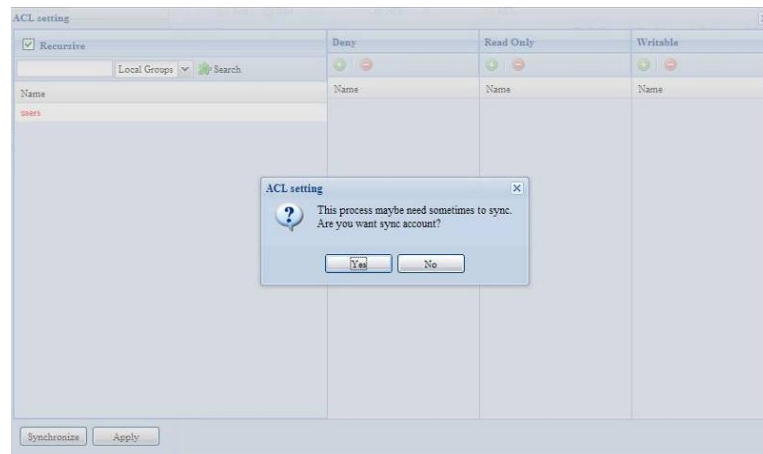 ACL setting
Recursive
Deny
Read Only
Writable
Local Groups
Search
Name
Name
Name
Name
users
ACL setting
This process maybe need sometimes to sync.
Are you want sync account?
Yes
No
Synchronize
Apply